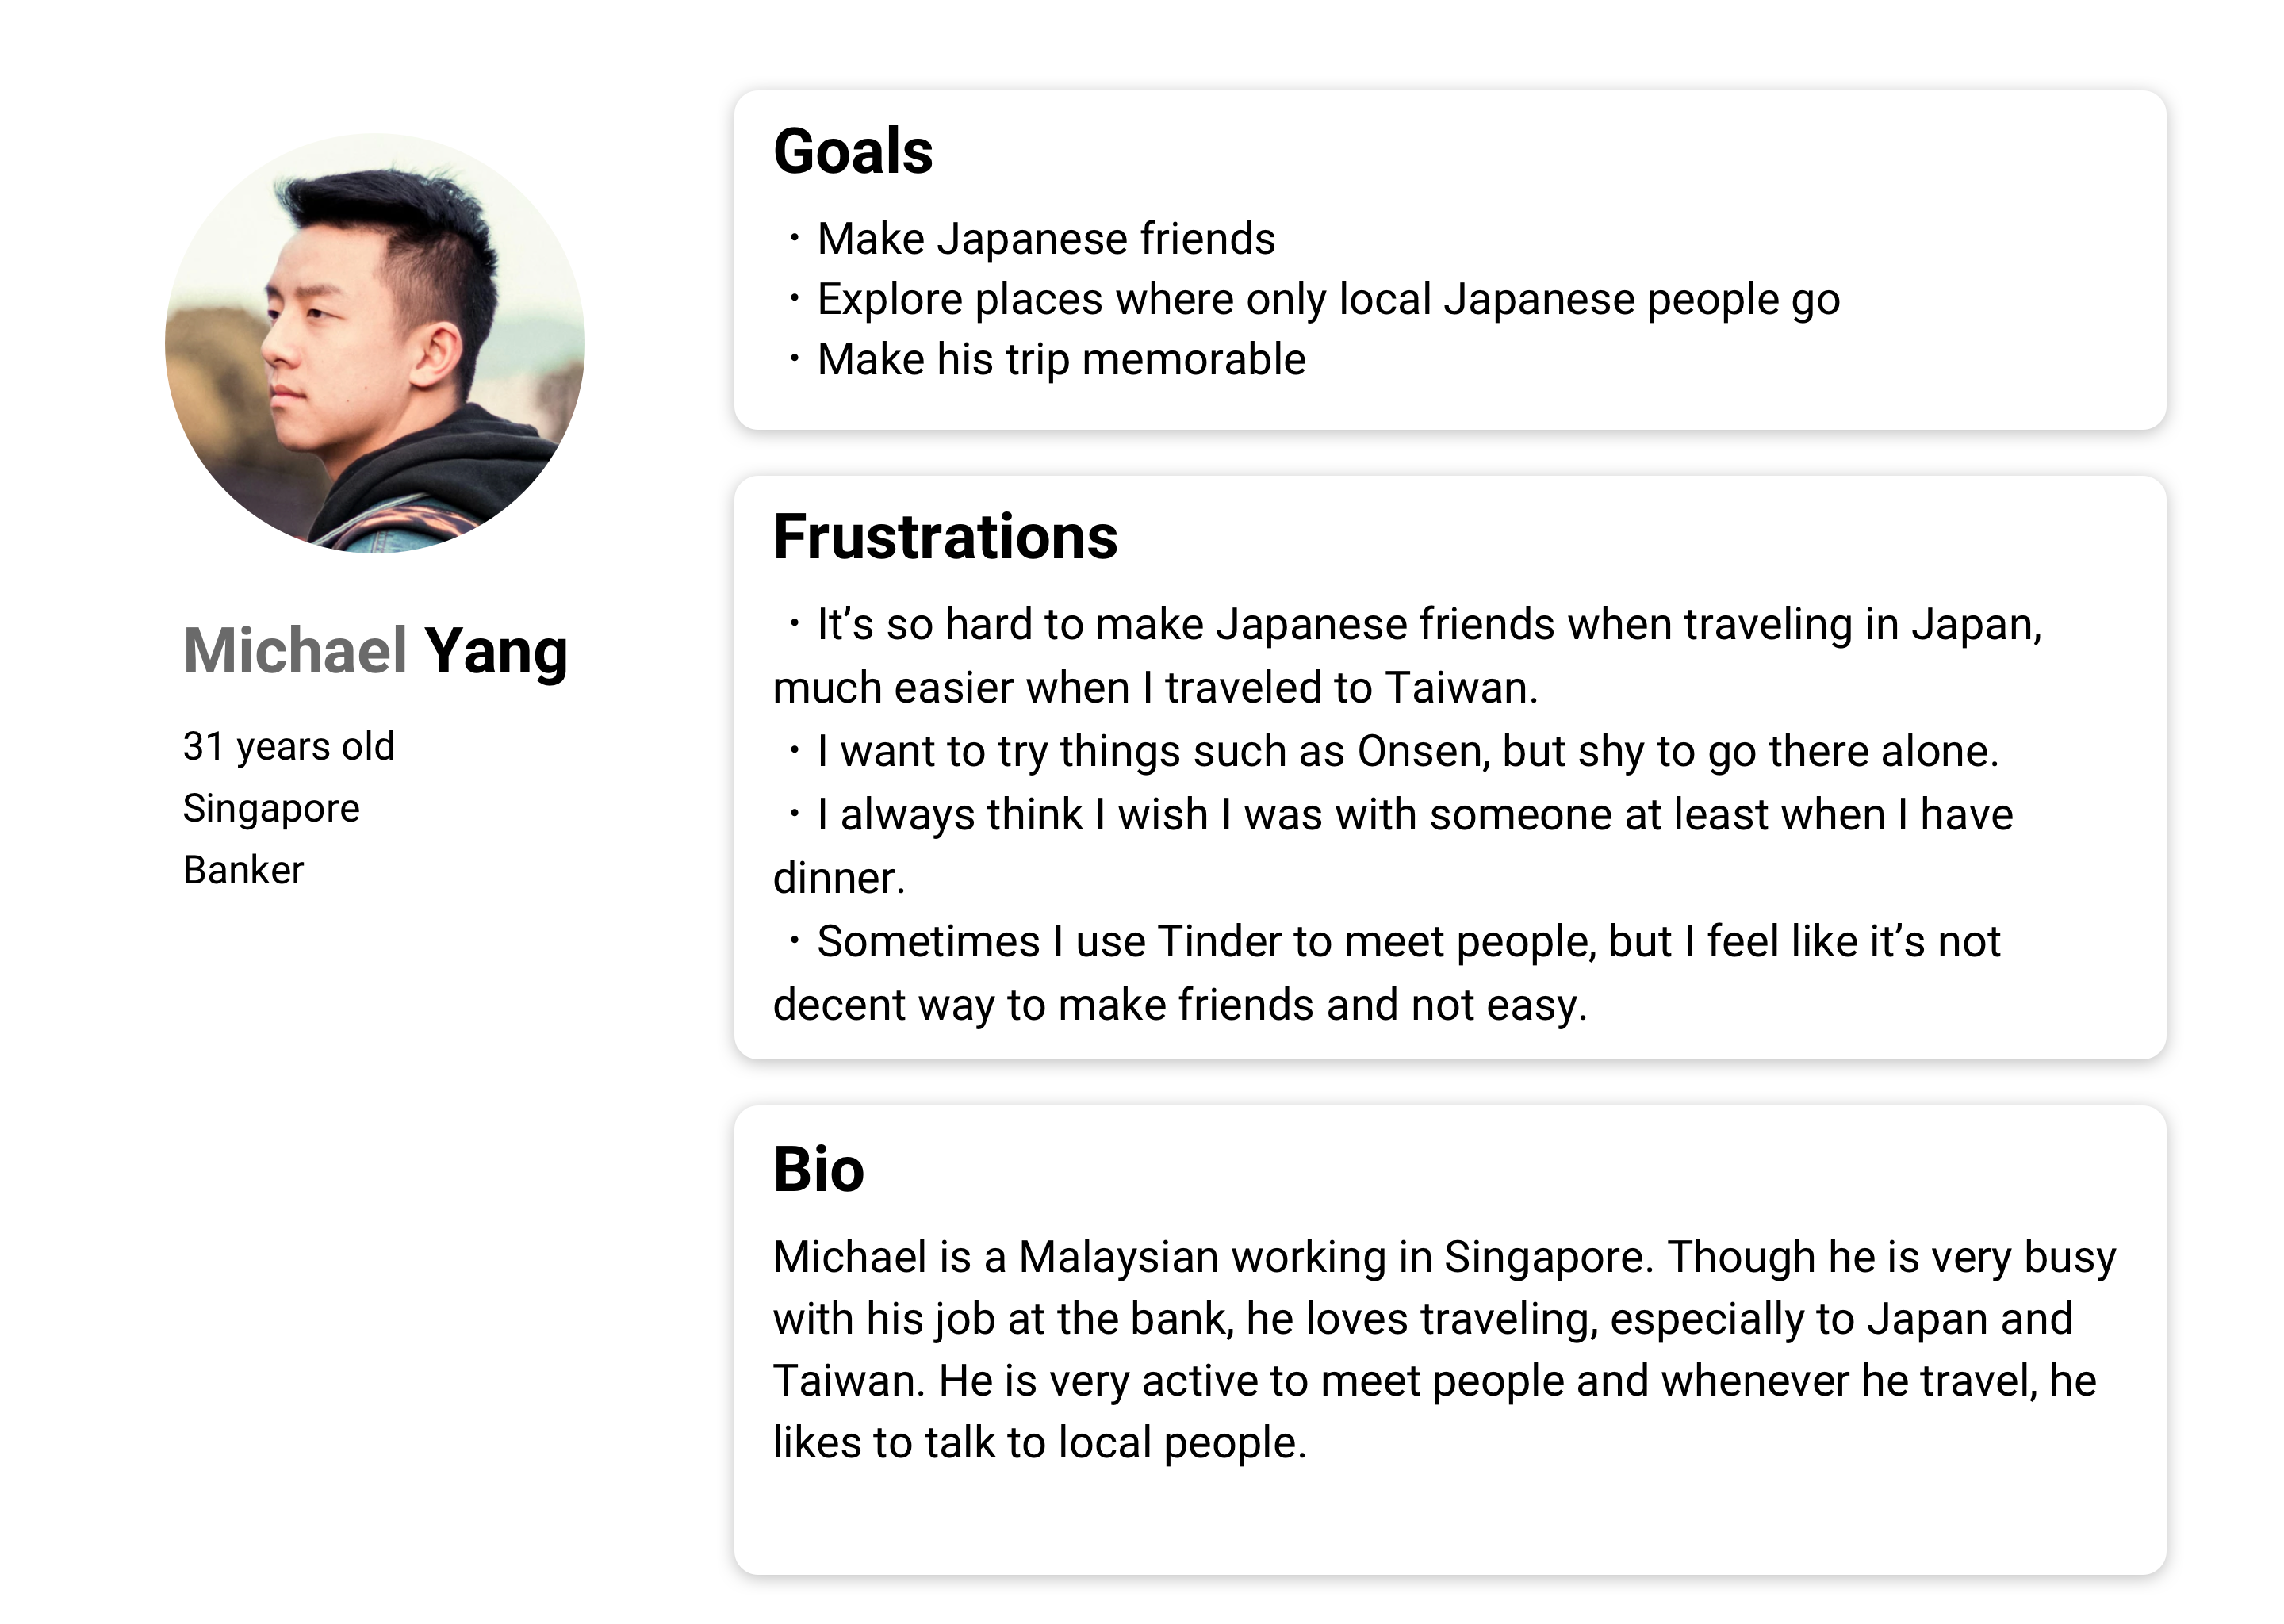 Michael Yang
31 years old
Singapore
Banker
Goals
・Make Japanese friends
・Explore places where only local Japanese people go
・Make his trip memorable
Frustrations
・It’s so hard to make Japanese friends when traveling in Japan,
much easier when I traveled to Taiwan.
・I want to try things such as Onsen, but shy to go there alone.
・I always think I wish I was with someone at least when I have
dinner.
・Sometimes I use Tinder to meet people, but I feel like it’s not
decent way to make friends and not easy.
Bio
Michael is a Malaysian working in Singapore. Though he is very busy
with his job at the bank, he loves traveling, especially to Japan and
Taiwan. He is very active to meet people and whenever he travel, he
likes to talk to local people.